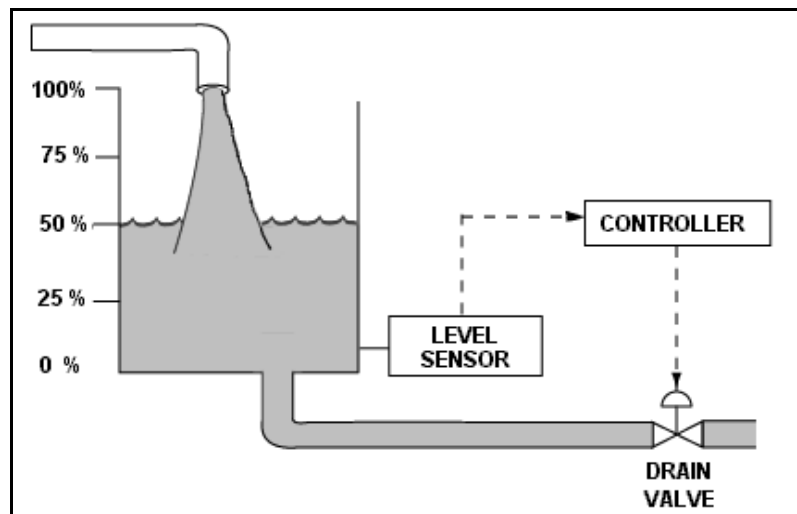 100%
75 %
50 %
25 %
0 %
CONTROLLER
LEVEL
SENSOR
DRAIN
VALVE